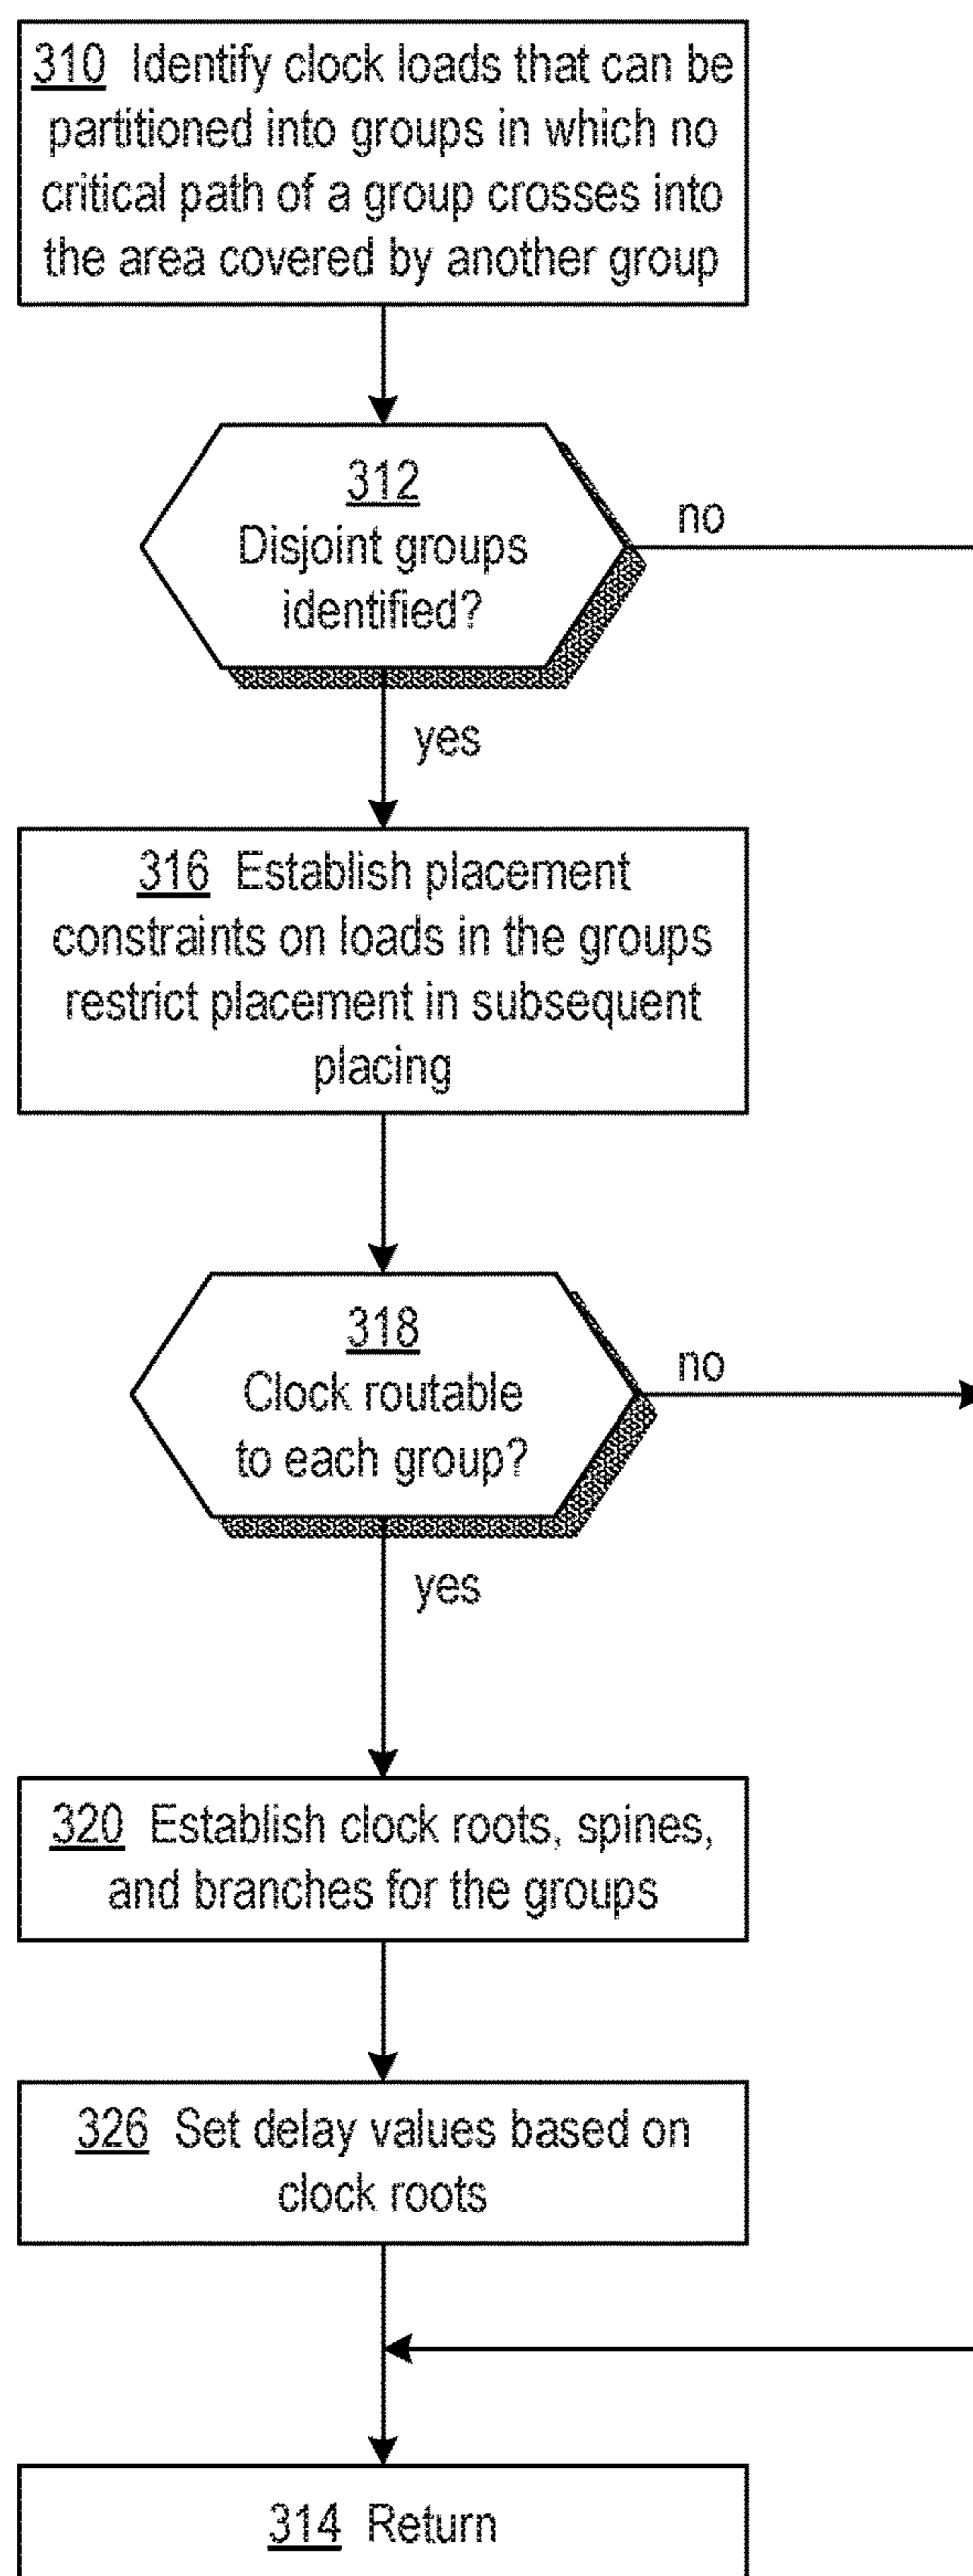 310 Identify clock loads that can be
partitioned into groups in which no
critical path of a group crosses into
the area covered by another group
312
Disjoint groups
identified?
no
yes
316 Establish placement
constraints on loads in the groups
restrict placement in subsequent
placing
318
Clock routable
to each group?
no
yes
320 Establish clock roots, spines,
and branches for the groups
326 Set delay values based on
clock roots
314 Return